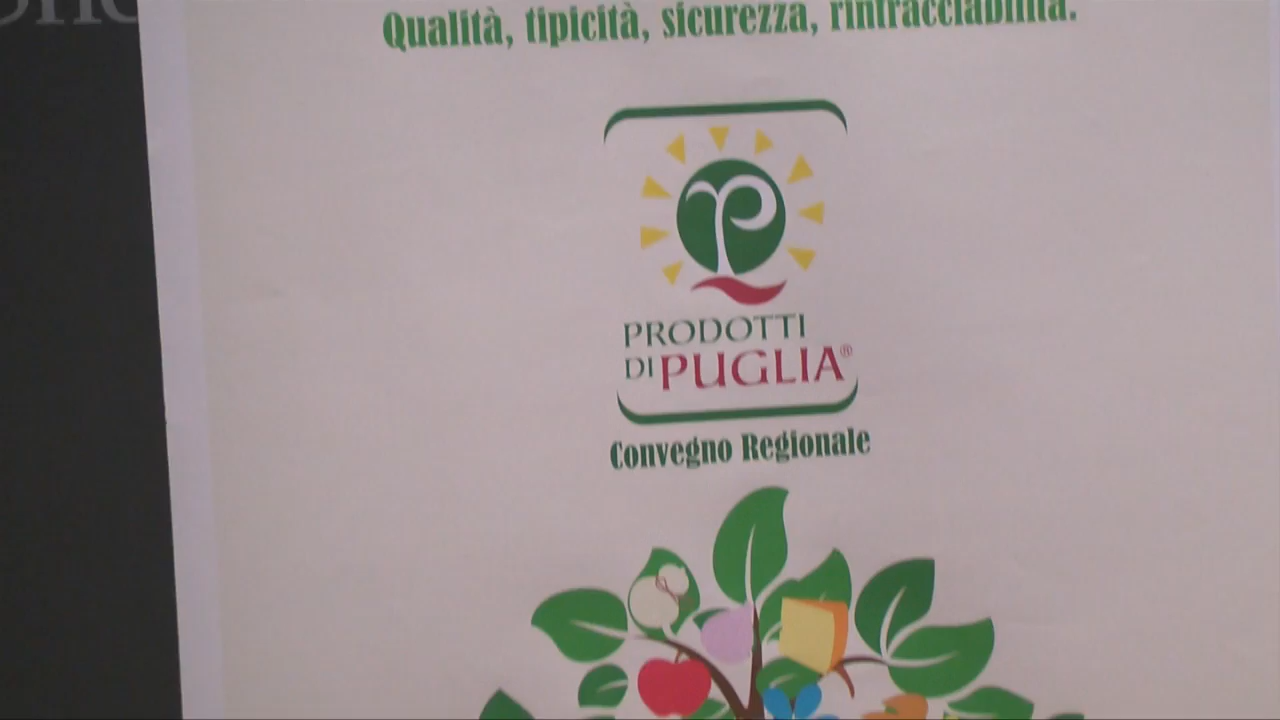 Qualità, tipicità, sicurezza, rintracciabilità.
PRODOTTI
DI PUGLIA®
Convegno Regionale